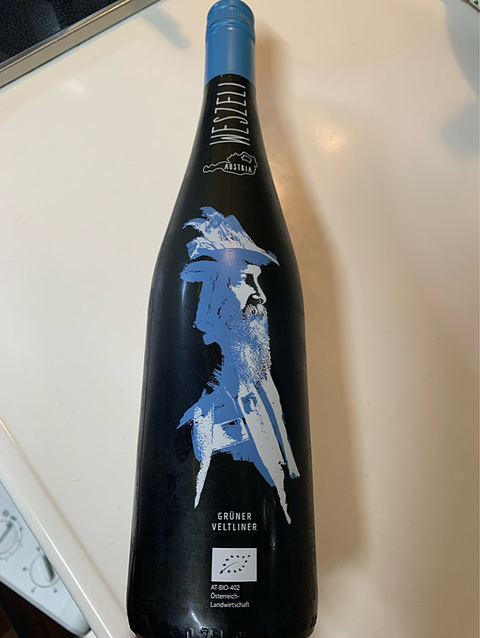 WESZELI
AUSTRIA
GRÜNER
VELTLINER
AT-BIO-402
Österreich-
Landwirtschaft